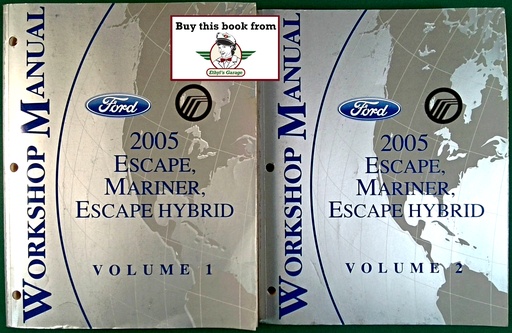 Buy this book from
Ethyl's Garage
WORKSHOP MANUAL
Ford
2005
ESCAPE,
MARINER,
ESCAPE HYBRID
VOLUME 1
WORKSHOP MANUAL
Ford
2005
ESCAPE,
MARINER,
ESCAPE HYBRID
VOLUME 2